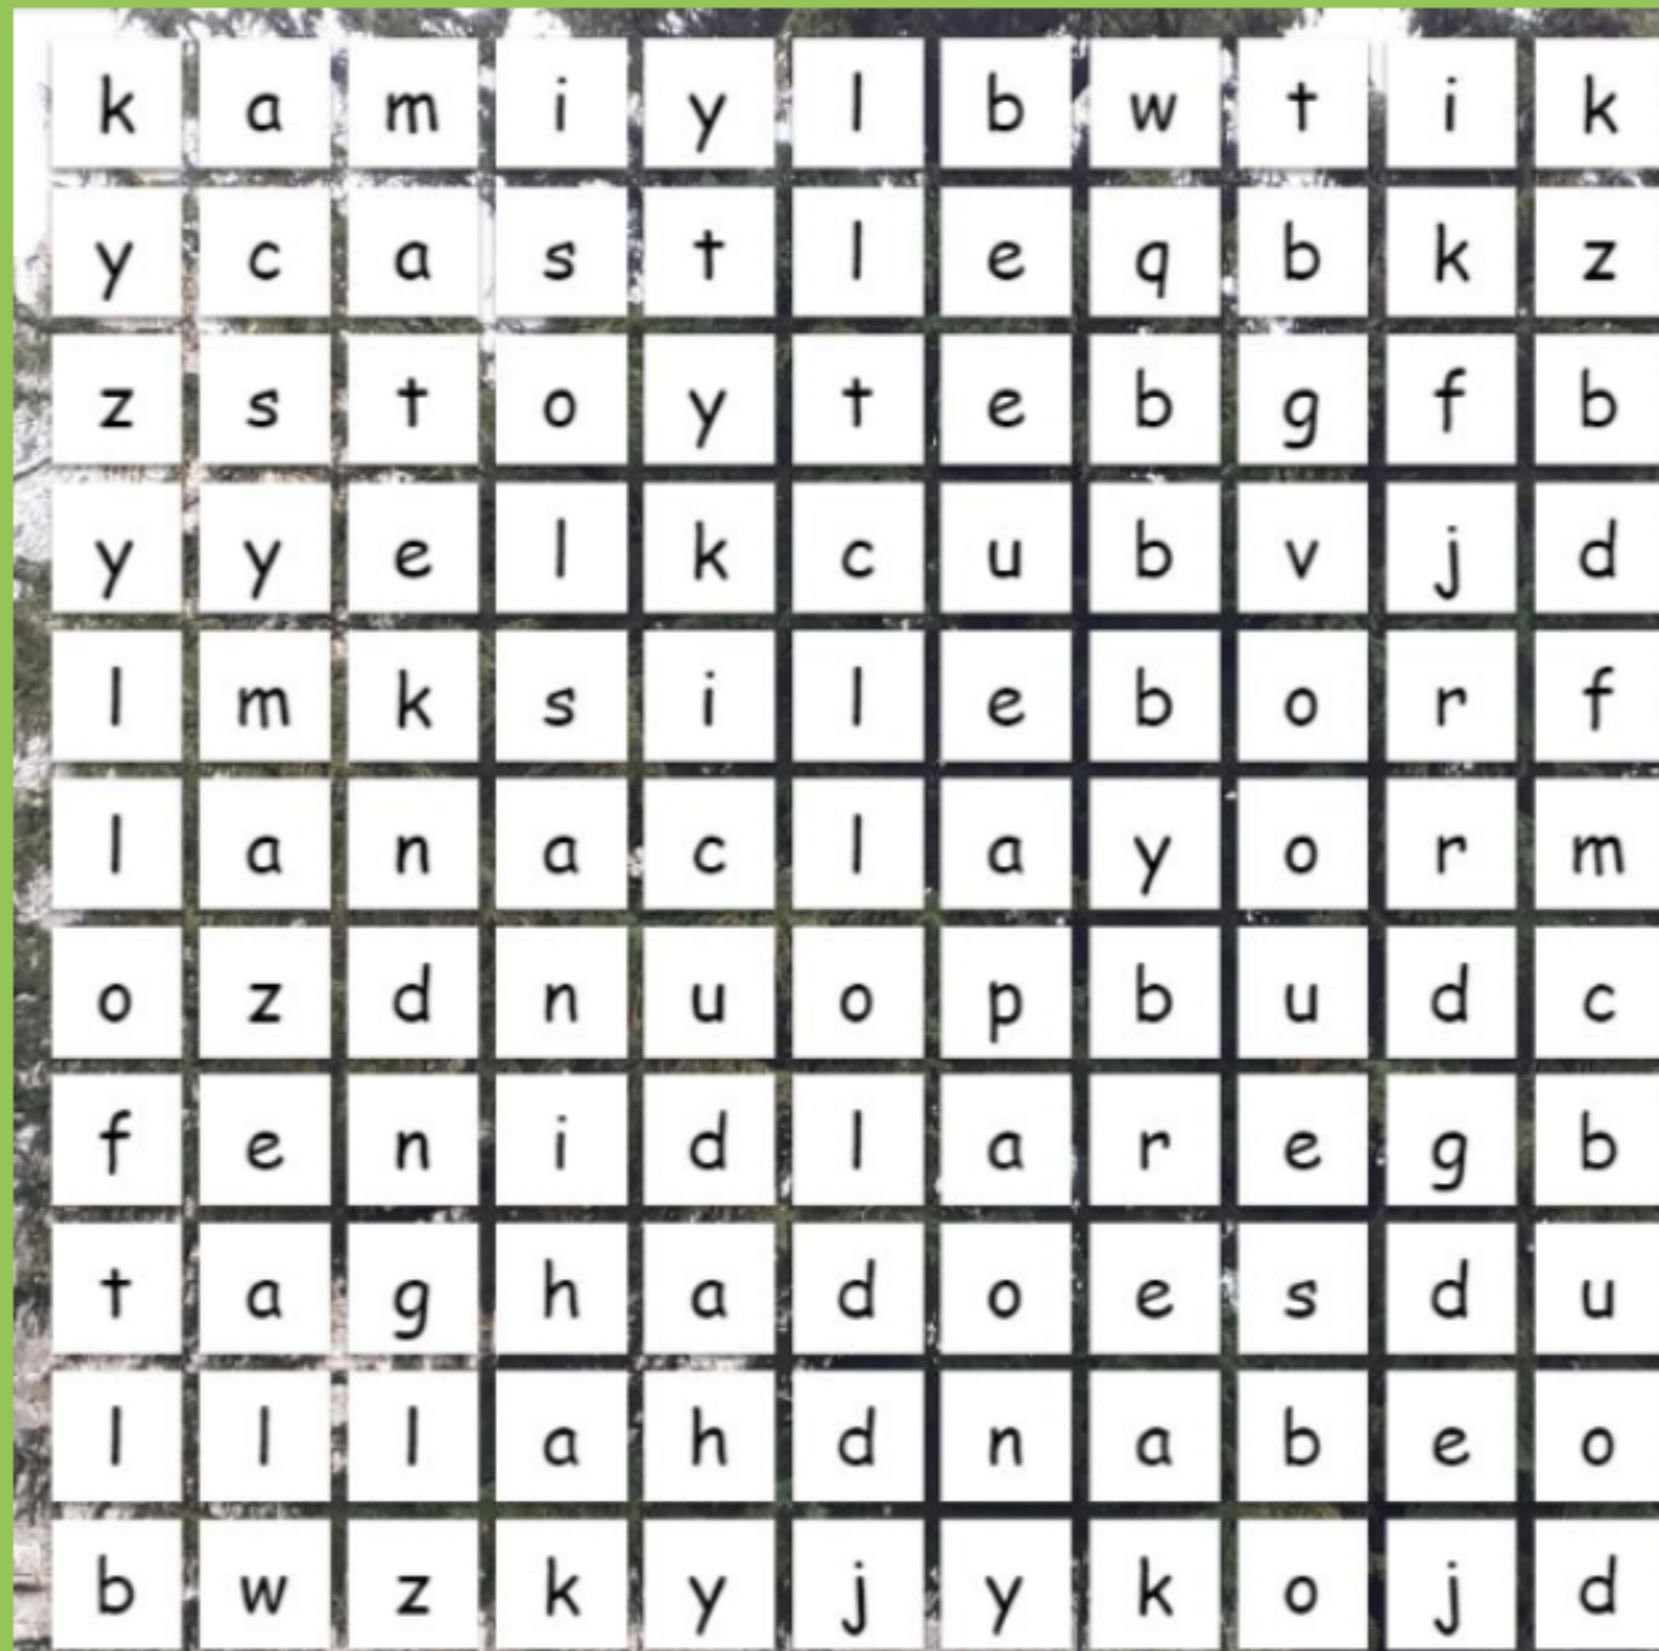 k a m i y l b w t i k
y c a s t l e q b k z
z s t o y t e b g f b
y y e l k c u b v j d
l m k s i l e b o r f
l a n a c l a y o r m
o z d n u o p b u d c
f e n i d l a r e g b
t a g h a d o e s d u
l l l a h d n a b e o
b w z k y j y k o j d